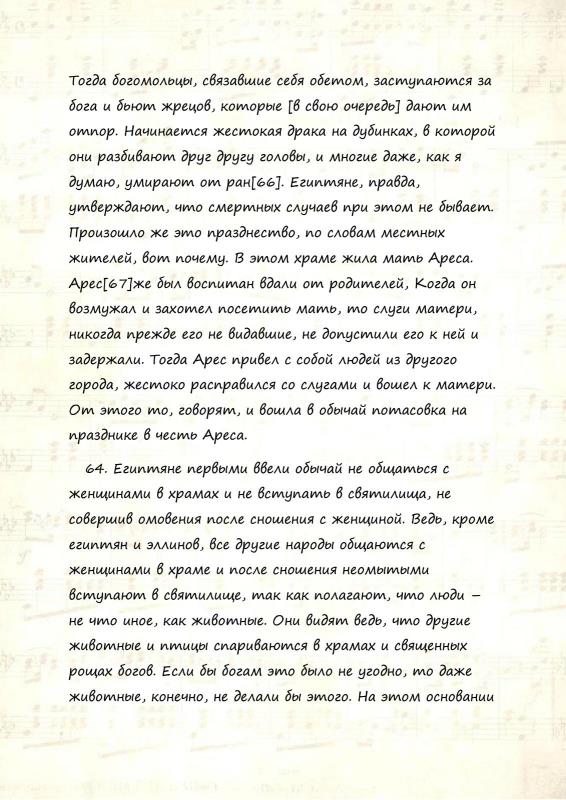 Тогда богомольцы, связавшие себя обетом, заступаются за
бога и бьют жрецов, которые [в свою очередь] дают им
отпор. Начинается жестокая драка на дубинках, в которой
они разбивают друг другу головы, и многие даже, как я
думаю, умирают от ран[66]. Египтяне, правда,
утверждают, что смертных случаев при этом не бывает.
Произошло же это празднество, по словам местных
жителей, вот почему. В этом храме жила мать Ареса.
Арес[67]же был воспитан вдали от родителей, Когда он
возмужал и захотел посетить мать, то слуги матери,
никогда прежде его не видавшие, не допустили его к ней и
задержали. Тогда Арес привел с собой людей из другого
города, жестоко расправился со слугами и вошел к матери.
От этого то, говорят, и вошла в обычай потасовка на
празднике в честь Ареса.
64. Египтяне первыми ввели обычай не общаться с
женщинами в храмах и не вступать в святилища, не
совершив омовения после сношения с женщиной. Ведь, кроме
египтян и эллинов, все другие народы общаются с
женщинами в храме и после сношения неомытыми
вступают в святилище, так как полагают, что люди –
не что иное, как животные. Они видят ведь, что другие
животные и птицы спариваются в храмах и священных
рощах богов. Если бы богам это было не угодно, то даже
животные, конечно, не делали бы этого. На этом основании